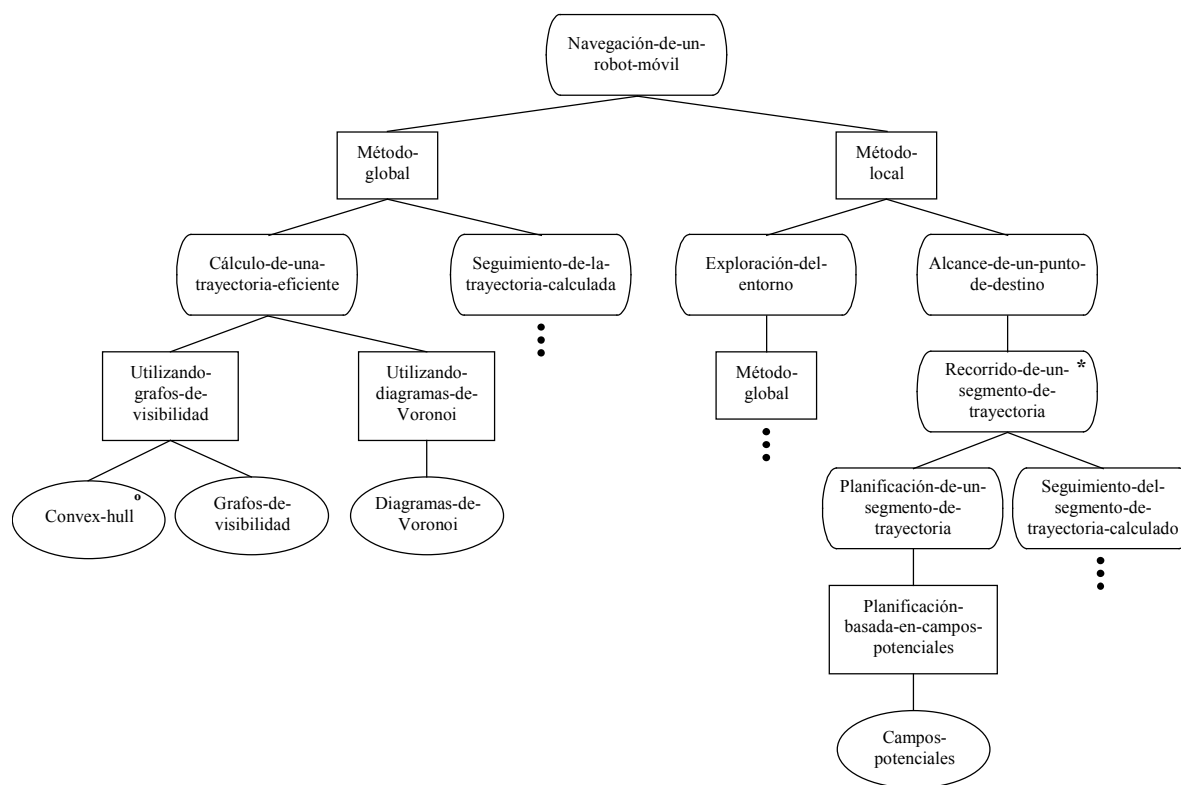 Navegación-de-un-
robot-móvil
Método-
global
Método-
local
Cálculo-de-una-
trayectoria-eficiente
Seguimiento-de-la-
trayectoria-calculada
Exploración-del-
entorno
Alcance-de-un-punto-
de-destino
Utilizando-
grafos-de-
visibilidad
Utilizando-
diagramas-de-
Voronoi
Método-
global
Recorrido-de-un- *
segmento-de-
trayectoria
Convex-hull o
Grafos-de-
visibilidad
Diagramas-de-
Voronoi
Planificación-de-un-
segmento-de-
trayectoria
Seguimiento-del-
segmento-de-
trayectoria-calculado
Planificación-
basada-en-campos-
potenciales
Campos-
potenciales